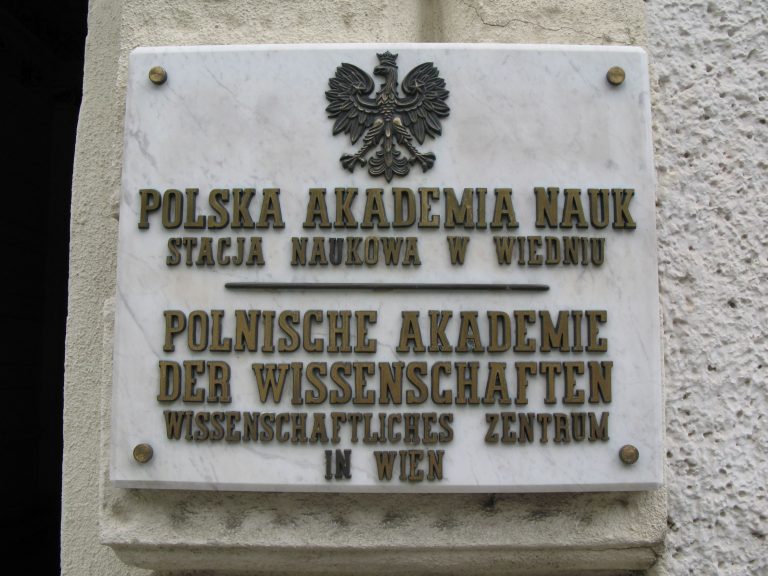 POLSKA AKADEMIA NAUK
STACJA NAUKOWA W WIEDNIU
POLNISCHE AKADEMIE
DER WISSENSCHAFTEN
WISSENSCHAFTLICHES ZENTRUM
IN WIEN